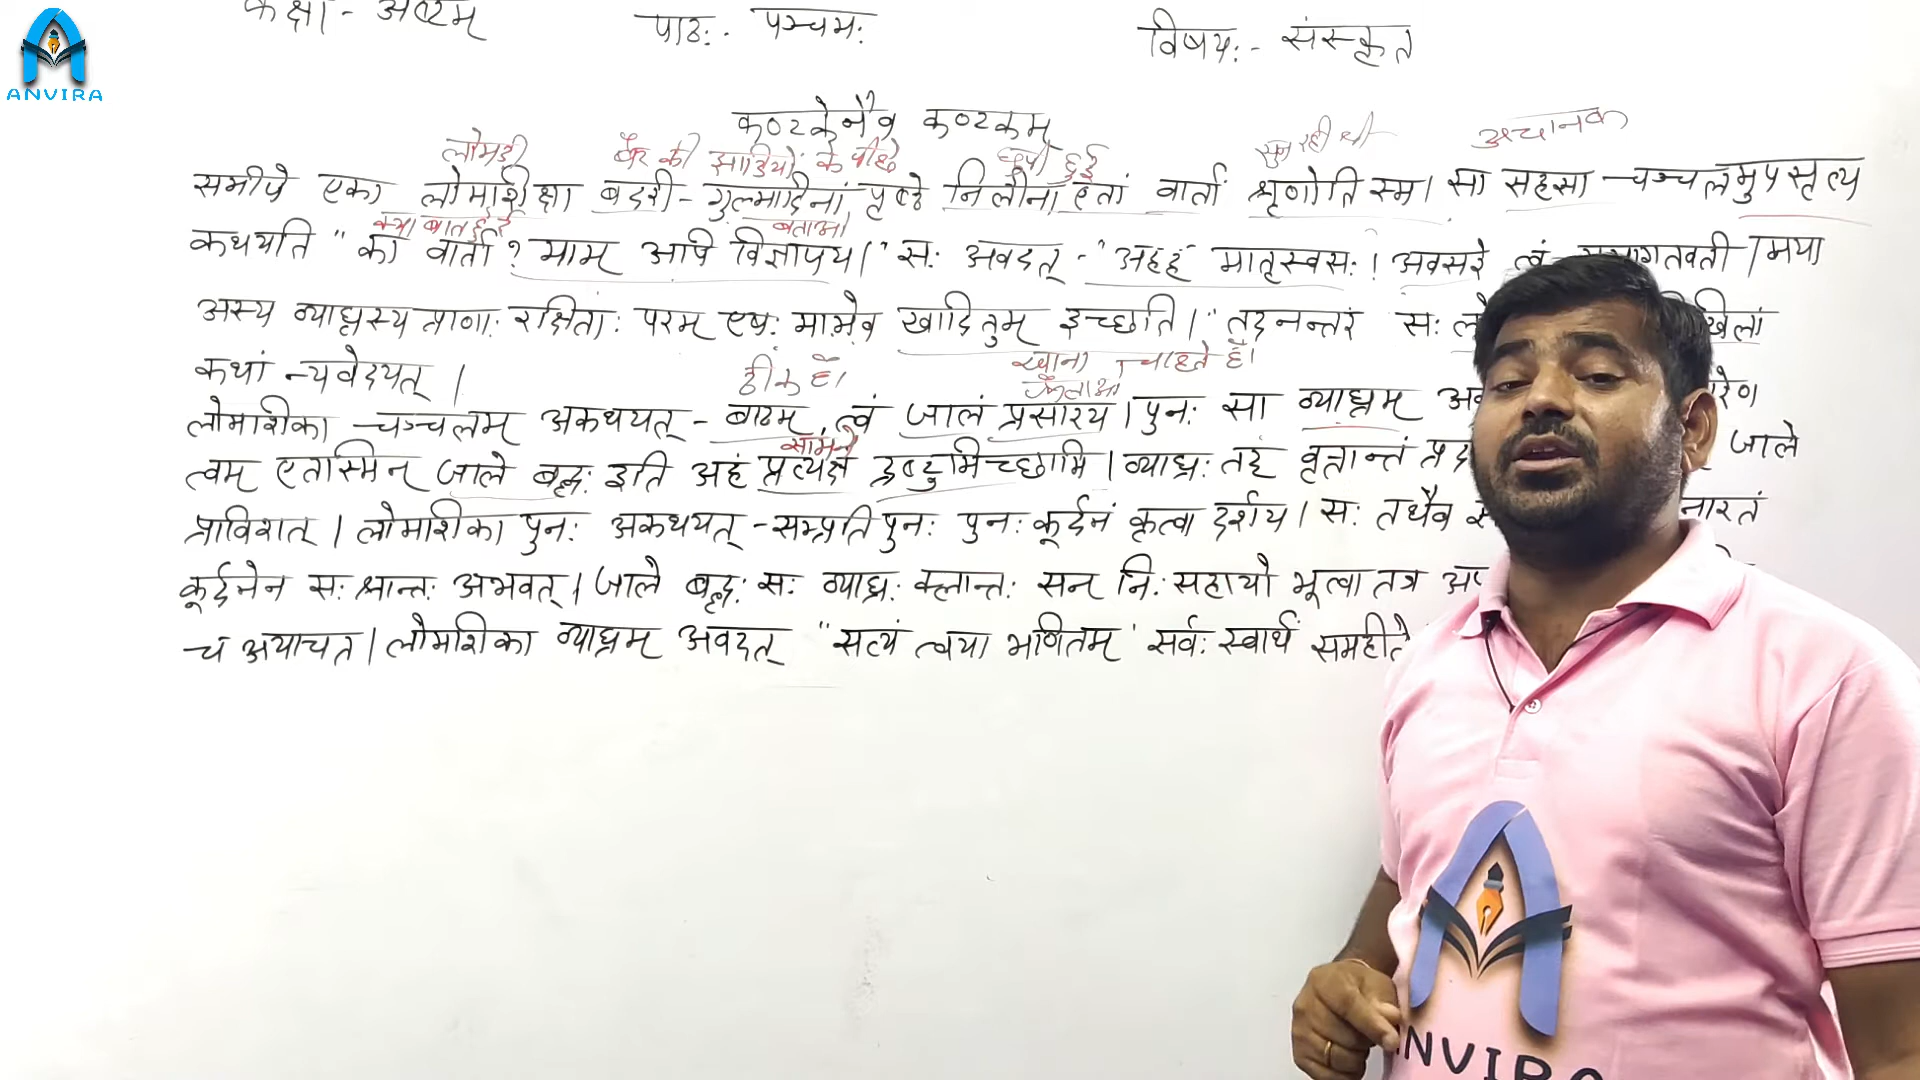 ANVIRA
कक्षा - अष्टम्
पाठः - पञ्चमः
विषयः - संस्कृत
कण्टकेनैव कण्टकम्
लोमड़ी बेर की झाडियों के पीछे छुपी हुई सुन रही थी अचानक
समीपे एका लोमशिका बदरी - गुल्मादिनां पृष्ठे निलीना एतां वार्तां श्रृणोति स्म। सा सहसा चञ्चलमुपसृत्य
क्या बात है बताओ
कथयति " का वार्ता ? माम् अपि विज्ञापय।" सः अवदत् - "अहहं मातृस्वसः ! अवसरे त्वं समागतवती । मया
अस्य व्याघ्रस्य प्राणाः रक्षिताः परम् एषः मामेव खादितुम् इच्छति।" तदनन्तरं सः
कथां न्यवेदयत् ।
ठीक है। खाना चाहते है।
फैलाओ
लोमशिका चञ्चलम् अकथयत् - बाढम् , त्वं जालं प्रसारय। पुनः सा व्याघ्रम्
सामने
त्वम् एतास्मिन् जाले बद्धः इति अहं प्रत्यक्षं द्रष्टुमिच्छामि । व्याघ्रः तद् वृत्तान्तं जाले
प्राविशत् । लोमशिका पुनः अकथयत् - सम्प्रति पुनः पुनः कूर्दनं कृत्वा दर्शय। सः तथैव
कूर्दनेन सः श्रान्तः अभवत् । जाले बद्धः सः व्याघ्रः क्लान्तः सन् निःसहायो भूत्वा तत्र
च अयाचत । लोमशिका व्याघ्रम् अवदत् "सत्यं त्वया भणितम् ' सर्वः स्वार्थं समीहते
NVIRA